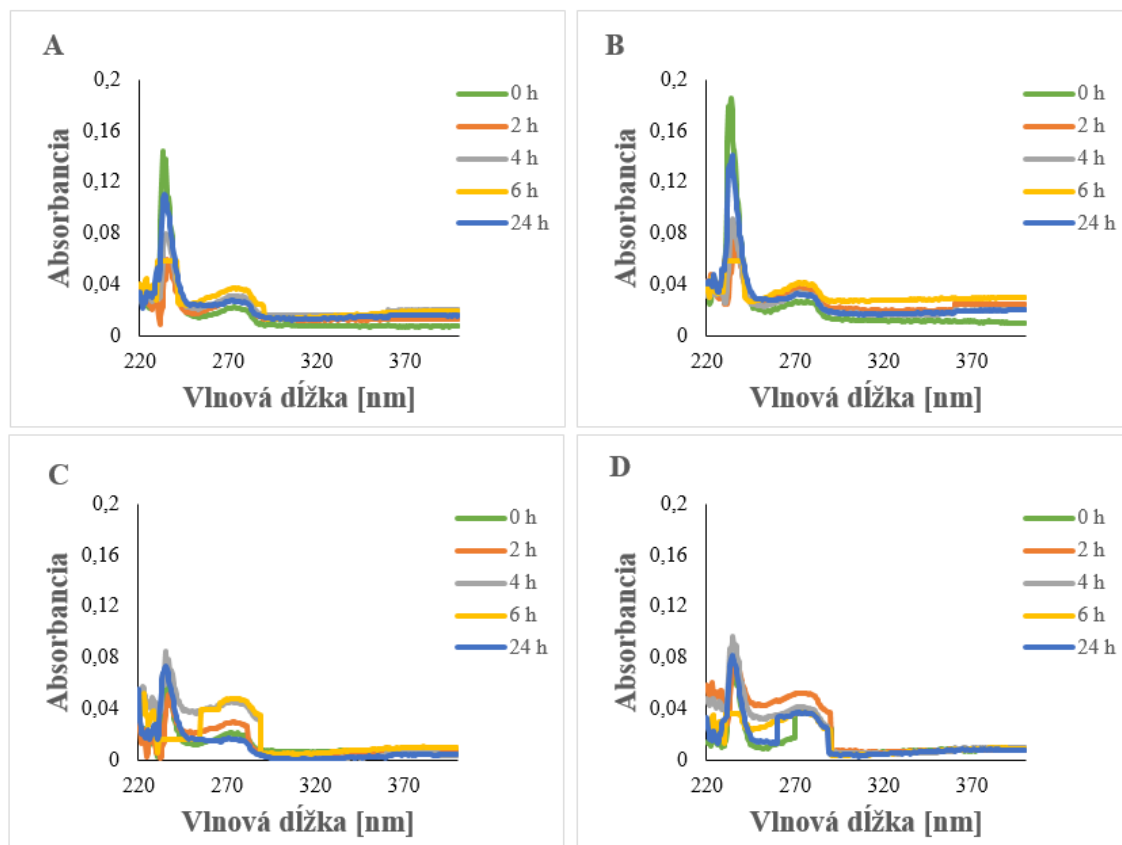 A
Absorbancia
0,2
0,16
0,12
0,08
0,04
0
220 270 320 370
Vlnová dĺžka [nm]
0 h
2 h
4 h
6 h
24 h
B
Absorbancia
0,2
0,16
0,12
0,08
0,04
0
220 270 320 370
Vlnová dĺžka [nm]
0 h
2 h
4 h
6 h
24 h
C
Absorbancia
0,2
0,16
0,12
0,08
0,04
0
220 270 320 370
Vlnová dĺžka [nm]
0 h
2 h
4 h
6 h
24 h
D
Absorbancia
0,2
0,16
0,12
0,08
0,04
0
220 270 320 370
Vlnová dĺžka [nm]
0 h
2 h
4 h
6 h
24 h